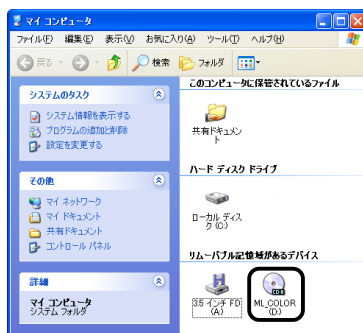 マイ コンピュータ
ファイル(F) 編集(E) 表示(V) お気に入り(A) ツール(T) ヘルプ(H)
戻る 検索 フォルダ
システムのタスク
システム情報を表示する
プログラムの追加と削除
設定を変更する
その他
マイ ネットワーク
マイ ドキュメント
共有ドキュメント
コントロール パネル
詳細
マイ コンピュータ
システム フォルダ
このコンピュータに保管されているファイル
共有ドキュメン
ト
ハード ディスク ドライブ
ローカル ディス
ク (C:)
リムーバブル記憶域があるデバイス
3.5 インチ FD
(A:)
ML_COLOR
(D:)